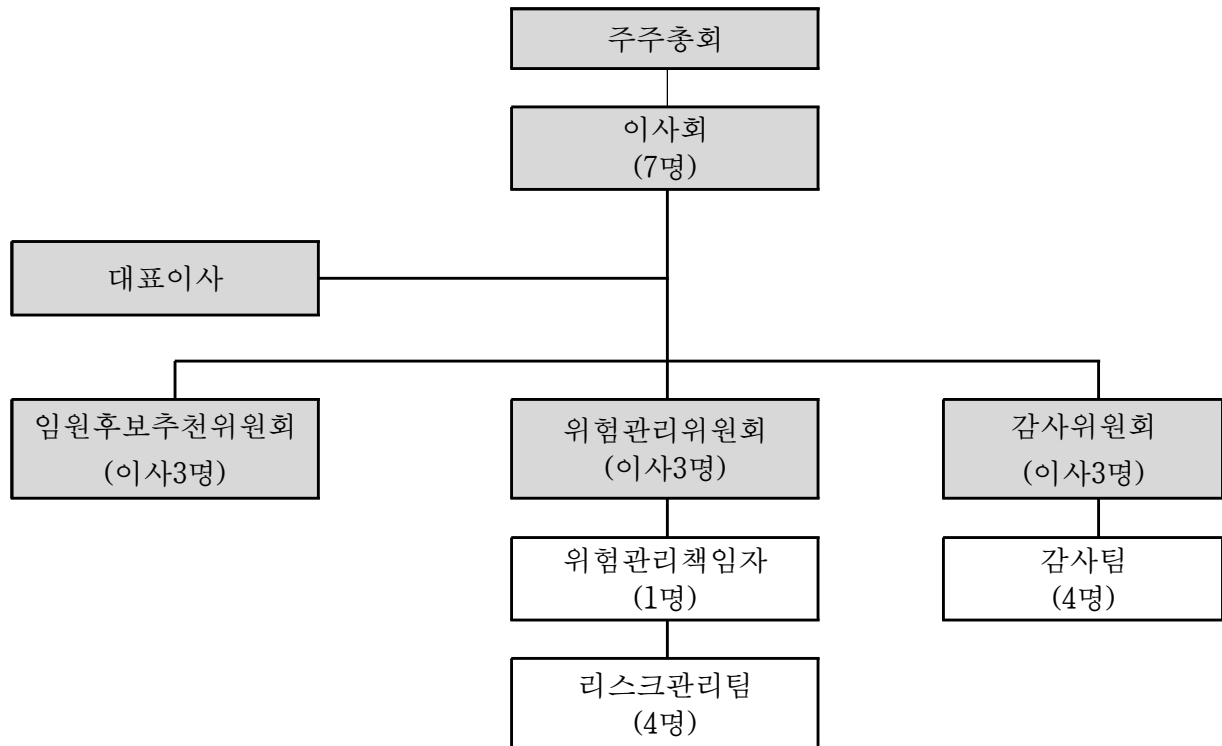 주주총회
이사회
(7명)
대표이사
임원후보추천위원회
(이사3명)
위험관리위원회
(이사3명)
감사위원회
(이사3명)
위험관리책임자
(1명)
감사팀
(4명)
리스크관리팀
(4명)